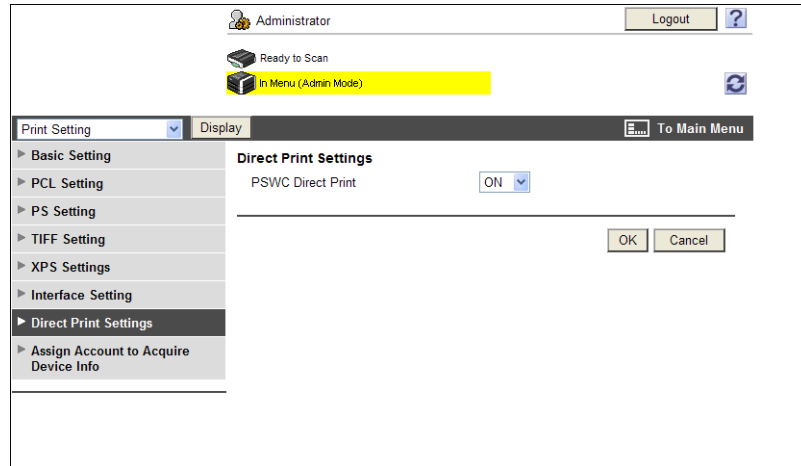 Administrator
Logout
?
Ready to Scan
In Menu (Admin Mode)
Print Setting
Display
To Main Menu
Basic Setting
PCL Setting
PS Setting
TIFF Setting
XPS Settings
Interface Setting
Direct Print Settings
Assign Account to Acquire
Device Info
Direct Print Settings
PSWC Direct Print
ON
OK
Cancel